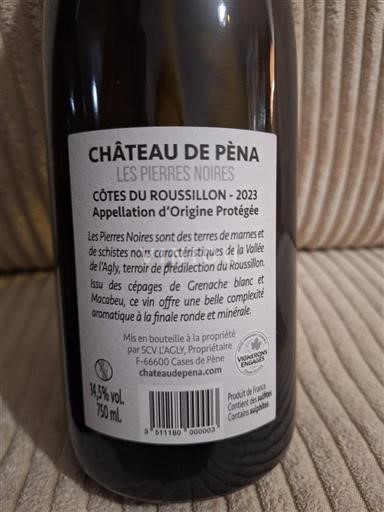 CHÂTEAU DE PÈNA
LES PIERRES NOIRES
CÔTES DU ROUSSILLON - 2023
Appellation d'Origine Protégée
Les Pierres Noires sont des terres de marnes et
de schistes noirs caractéristiques de la Vallée
de l'Agly, terroir de prédilection du Roussillon.
Issu des cépages de Grenache blanc et
Macabeu, ce vin offre une belle complexité
aromatique à la finale ronde et minérale.
Mis en bouteille à la propriété
par SCV L'AGLY, Propriétaire
F-66600 Cases de Pène
chateaudepena.com
VIGNERONS
ENGAGÉS
14,5% vol.
750 ml.
Produit de France
Contient des sulfites
Contains sulphites
3 511160 000003